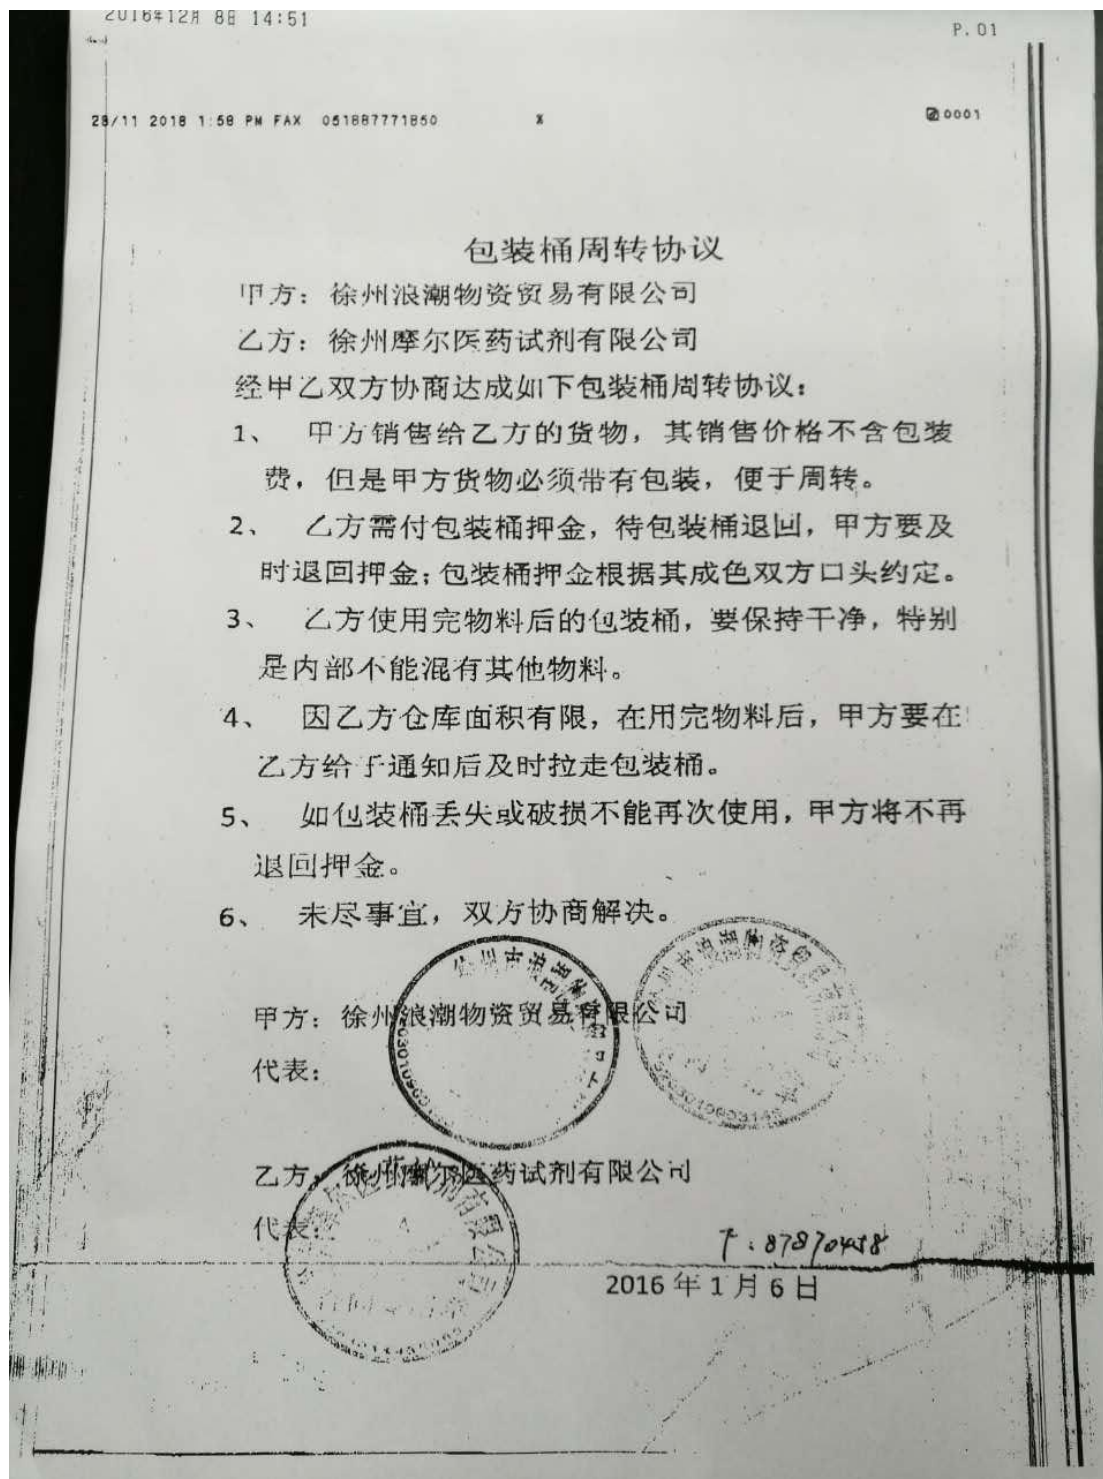 2016年12月 8日 14:51
P. 01
28/11 2018 1:58 PM FAX 051887771850
0001
包装桶周转协议
甲方：徐州浪潮物资贸易有限公司
乙方：徐州摩尔医药试剂有限公司
经甲乙双方协商达成如下包装桶周转协议：
1、 甲方销售给乙方的货物，其销售价格不含包装
费，但是甲方货物必须带有包装，便于周转。
2、 乙方需付包装桶押金，待包装桶退回，甲方要及
时退回押金；包装桶押金根据其成色双方口头约定。
3、 乙方使用完物料后的包装桶，要保持干净，特别
是内部不能混有其他物料。
4、 因乙方仓库面积有限，在用完物料后，甲方要在
乙方给予通知后及时拉走包装桶。
5、 如包装桶丢失或破损不能再次使用，甲方将不再
退回押金。
6、 未尽事宜，双方协商解决。
甲方：徐州浪潮物资贸易有限公司
代表：
乙方：徐州摩尔医药试剂有限公司
代表：
2016 年 1 月 6 日